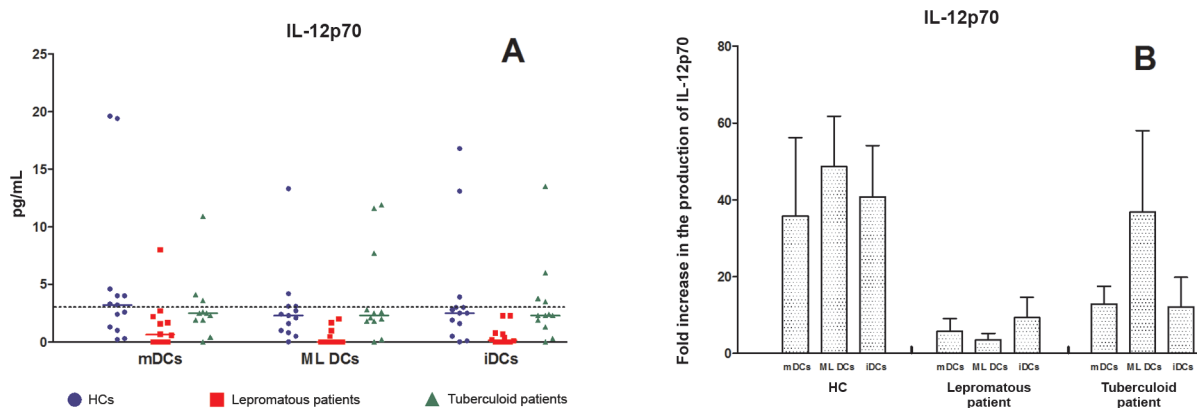 IL-12p70
A
pg/mL
25
20
15
10
5
0
mDCs ML DCs iDCs
HCs Lepromatous patients Tuberculoid patients
IL-12p70
B
Fold increase in the production of IL-12p70
80
60
40
20
0
mDCs ML DCs iDCs mDCs ML DCs iDCs mDCs ML DCs iDCs
HC Lepromatous Tuberculoid
patient patient